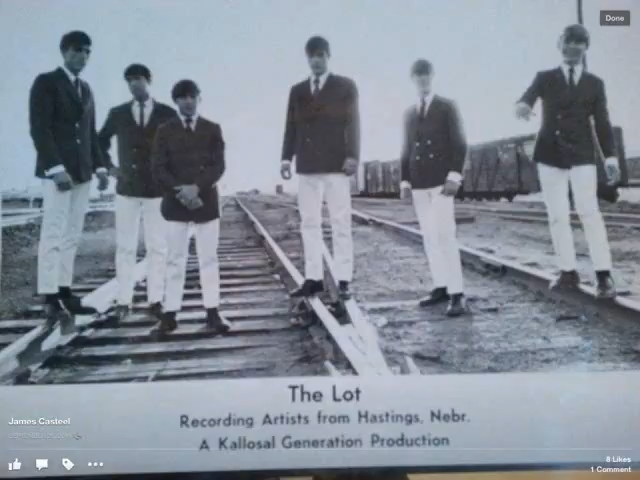 Done
The Lot
Recording Artists from Hastings, Nebr.
A Kallosal Generation Production
James Casteel
8 Likes
1 Comment